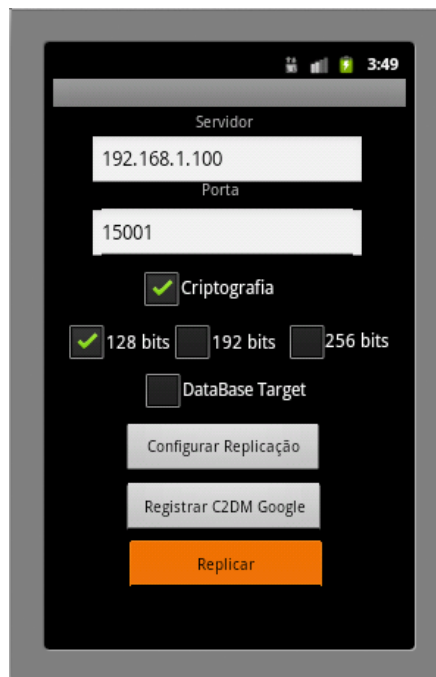 3:49
Servidor
192.168.1.100
Porta
15001
Criptografia
128 bits 192 bits 256 bits
DataBase Target
Configurar Replicação
Registrar C2DM Google
Replicar